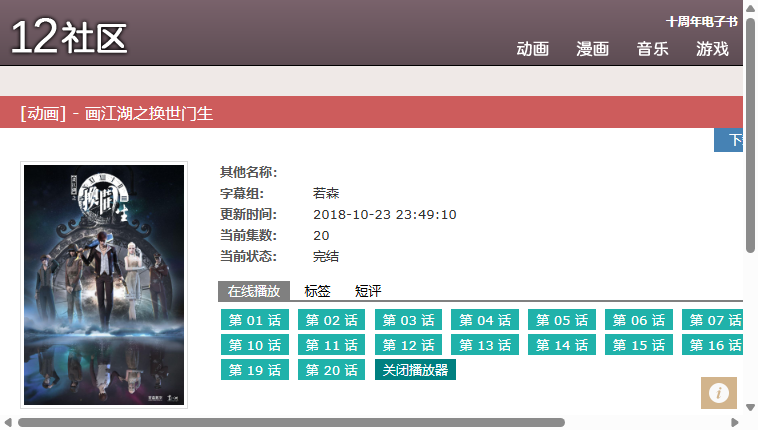 12社区
十周年电子书
动画 漫画 音乐 游戏
[动画] - 画江湖之换世门生
其他名称:
字幕组: 若森
更新时间: 2018-10-23 23:49:10
当前集数: 20
当前状态: 完结
在线播放 标签 短评
第 01 话 第 02 话 第 03 话 第 04 话 第 05 话 第 06 话 第 07 话
第 10 话 第 11 话 第 12 话 第 13 话 第 14 话 第 15 话 第 16 话
第 19 话 第 20 话 关闭播放器